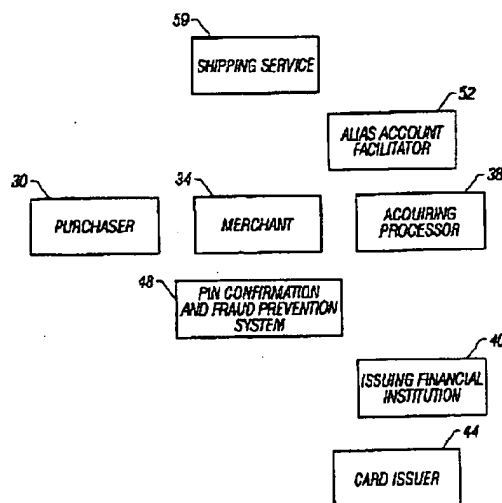 59
SHIPPING SERVICE
52
ALIAS ACCOUNT
FACILITATOR
30
PURCHASER
34
MERCHANT
38
ACQUIRING
PROCESSOR
48
PIN CONFIRMATION
AND FRAUD PREVENTION
SYSTEM
40
ISSUING FINANCIAL
INSTITUTION
44
CARD ISSUER